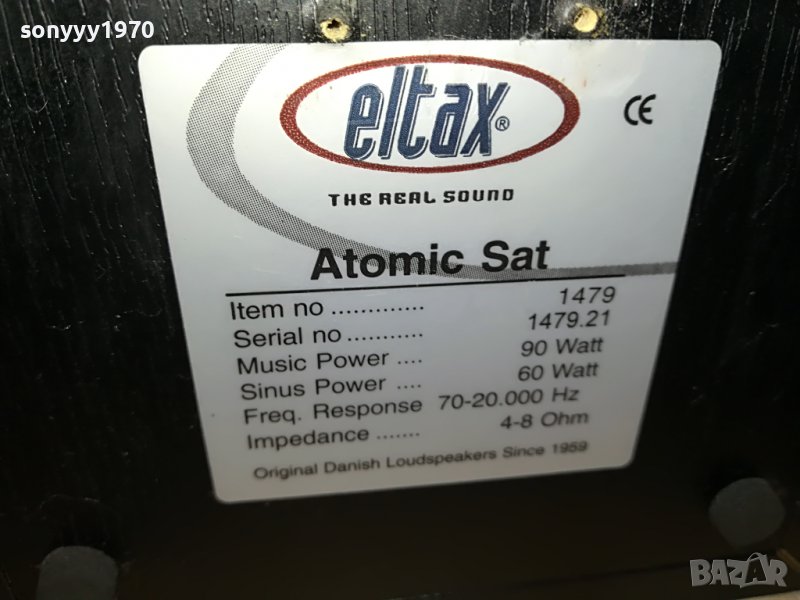 sonyyy1970
eltax®
CE
THE REAL SOUND
Atomic Sat
Item no ............. 1479
Serial no ........... 1479.21
Music Power .... 90 Watt
Sinus Power .... 60 Watt
Freq. Response 70-20.000 Hz
Impedance ....... 4-8 Ohm
Original Danish Loudspeakers Since 1959
BAZAR